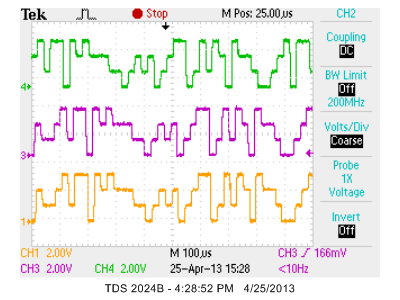 Tek Stop M Pos: 25.00µs CH2
Coupling
DC
BW Limit
Off
200MHz
Volts/Div
Coarse
Probe
1X
Voltage
Invert
Off
4
3
1
CH1 2.00V M 100µs CH3 166mV
CH3 2.00V CH4 2.00V 25-Apr-13 15:28 <10Hz
TDS 2024B - 4:28:52 PM 4/25/2013